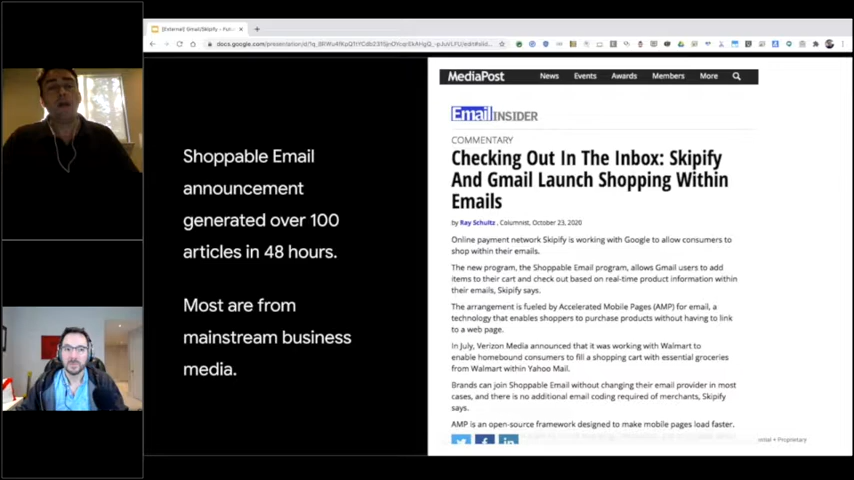 [External] Gmail/Skipify - Full
docs.google.com/presentation/d/
Shoppable Email
announcement
generated over 100
articles in 48 hours.
Most are from
mainstream business
media.
MediaPost
News Events Awards Members More
Email INSIDER
COMMENTARY
Checking Out In The Inbox: Skipify
And Gmail Launch Shopping Within
Emails
by Ray Schultz , Columnist, October 23, 2020
Online payment network Skipify is working with Google to allow consumers to
shop within their emails.
The new program, the Shoppable Email program, allows Gmail users to add
items to their cart and check out based on real-time product information within
their emails, Skipify says.
The arrangement is fueled by Accelerated Mobile Pages (AMP) for email, a
technology that enables shoppers to purchase products without having to link
to a web page.
In July, Verizon Media announced that it was working with Walmart to
enable homebound consumers to fill a shopping cart with essential groceries
from Walmart within Yahoo Mail.
Brands can join Shoppable Email without changing their email provider in most
cases, and there is no additional email coding required of merchants, Skipify
says.
AMP is an open-source framework designed to make mobile pages load faster.
+ Proprietary